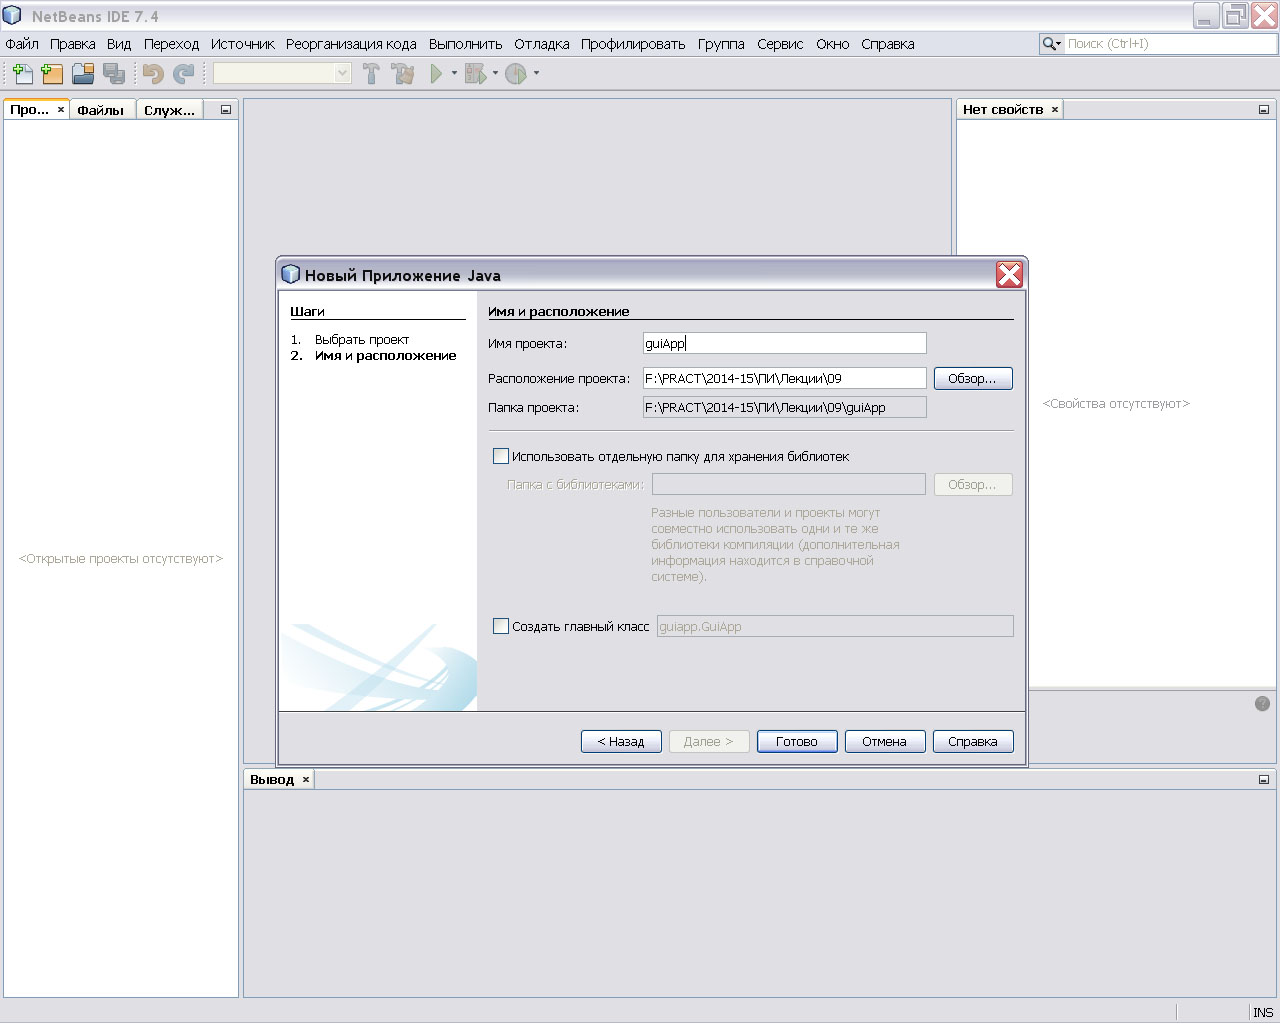 NetBeans IDE 7.4
Файл Правка Вид Переход Источник Реорганизация кода Выполнить Отладка Профилировать Группа Сервис Окно Справка
Поиск (Ctrl+I)
Про... × Файлы Служ...
Нет свойств ×
<Открытые проекты отсутствуют>
<Свойства отсутствуют>
Новый Приложение Java
Шаги
1. Выбрать проект
2. Имя и расположение
Имя и расположение
Имя проекта: guiApp
Расположение проекта: F:\PRACT\2014-15\ПИ\Лекции\09 Обзор...
Папка проекта: F:\PRACT\2014-15\ПИ\Лекции\09\guiApp
Использовать отдельную папку для хранения библиотек
Папка с библиотеками: Обзор...
Разные пользователи и проекты могут
совместно использовать одни и те же
библиотеки компиляции (дополнительная
информация находится в справочной
системе).
Создать главный класс guiapp.GuiApp
< Назад Далее > Готово Отмена Справка
Вывод ×
INS